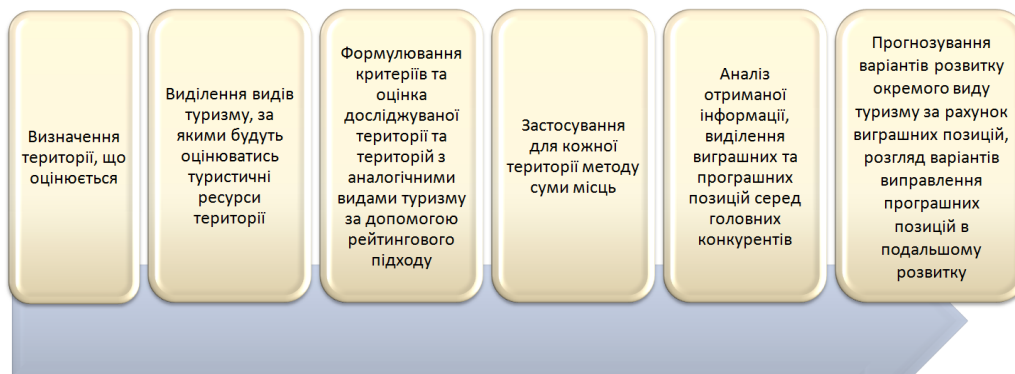 Визначення
території, що
оцінюється
Виділення видів
туризму, за
якими будуть
оцінюватись
туристичні
ресурси
території
Формулювання
критеріїв та
оцінка
досліджуваної
території та
територій з
аналогічними
видами туризму
за допомогою
рейтингового
підходу
Застосування
для кожної
території методу
суми місць
Аналіз
отриманої
інформації,
виділення
виграшних та
програшних
позицій серед
головних
конкурентів
Прогнозування
варіантів розвитку
окремого виду
туризму за рахунок
виграшних позицій,
розгляд варіантів
виправлення
програшних
позицій в
подальшому
розвитку